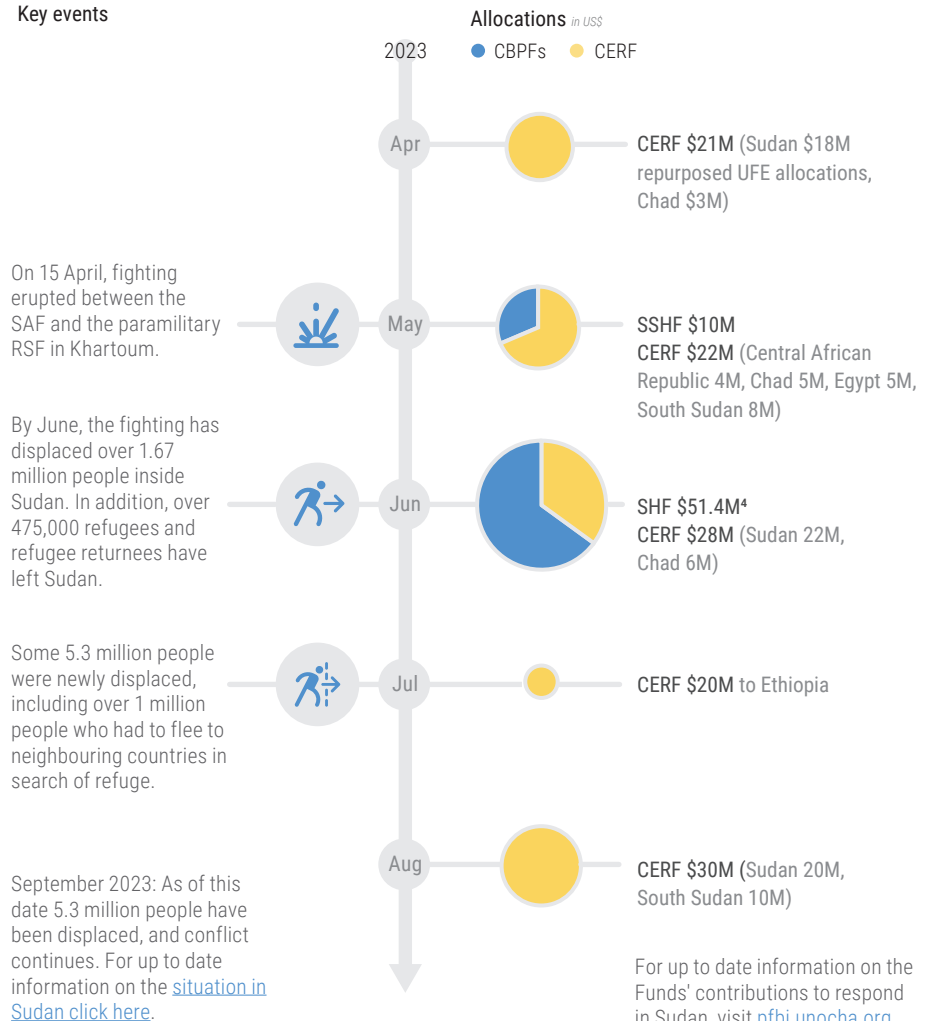 Key events
Allocations in US$
2023
CBPFs
CERF
Apr
CERF $21M (Sudan $18M
repurposed UFE allocations,
Chad $3M)
On 15 April, fighting
erupted between the
SAF and the paramilitary
RSF in Khartoum.
May
SSHF $10M
CERF $22M (Central African
Republic 4M, Chad 5M, Egypt 5M,
South Sudan 8M)
By June, the fighting has
displaced over 1.67
million people inside
Sudan. In addition, over
475,000 refugees and
refugee returnees have
left Sudan.
Jun
SHF $51.4M⁴
CERF $28M (Sudan 22M,
Chad 6M)
Some 5.3 million people
were newly displaced,
including over 1 million
people who had to flee to
neighbouring countries in
search of refuge.
Jul
CERF $20M to Ethiopia
Aug
CERF $30M (Sudan 20M,
South Sudan 10M)
September 2023: As of this
date 5.3 million people have
been displaced, and conflict
continues. For up to date
information on the situation in
Sudan click here.
For up to date information on the
Funds' contributions to respond
in Sudan, visit pfbi.unocha.org